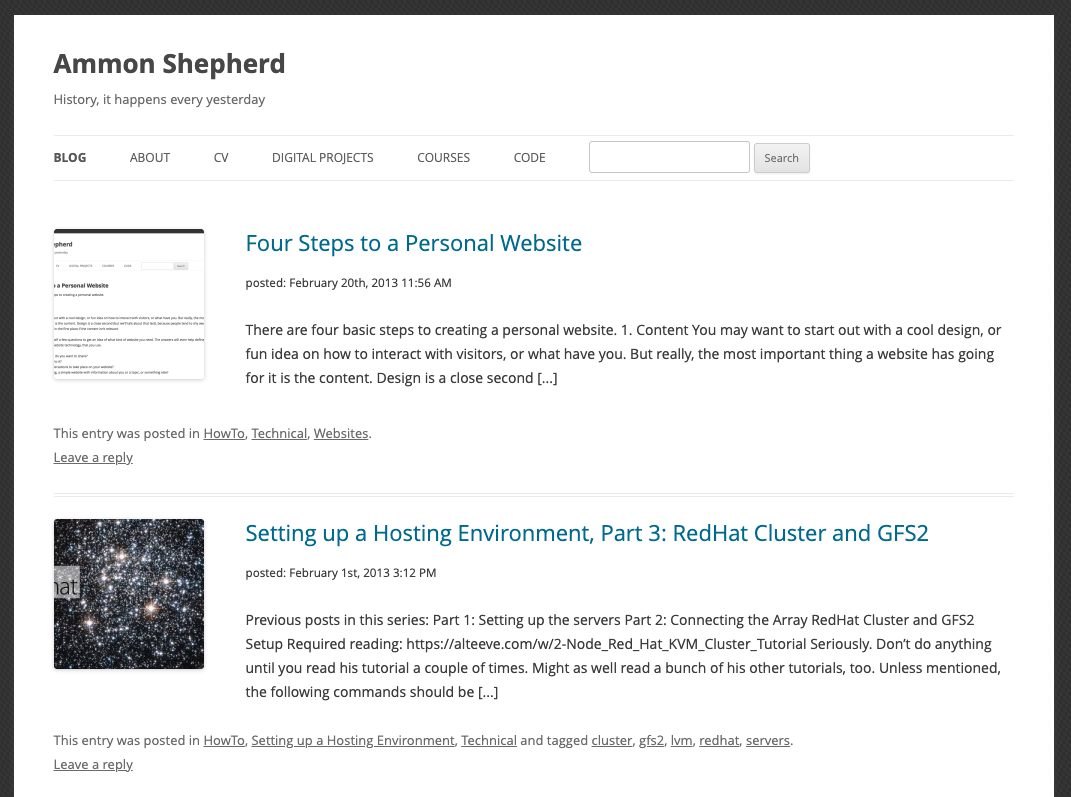 Ammon Shepherd
History, it happens every yesterday
BLOG ABOUT CV DIGITAL PROJECTS COURSES CODE Search
Four Steps to a Personal Website
posted: February 20th, 2013 11:56 AM
There are four basic steps to creating a personal website. 1. Content You may want to start out with a cool design, or
fun idea on how to interact with visitors, or what have you. But really, the most important thing a website has going
for it is the content. Design is a close second [...]
This entry was posted in HowTo, Technical, Websites.
Leave a reply
hat
Setting up a Hosting Environment, Part 3: RedHat Cluster and GFS2
posted: February 1st, 2013 3:12 PM
Previous posts in this series: Part 1: Setting up the servers Part 2: Connecting the Array RedHat Cluster and GFS2
Setup Required reading: https://alteeve.com/w/2-Node_Red_Hat_KVM_Cluster_Tutorial Seriously. Don’t do anything
until you read his tutorial a couple of times. Might as well read a bunch of his other tutorials, too. Unless mentioned,
the following commands should be [...]
This entry was posted in HowTo, Setting up a Hosting Environment, Technical and tagged cluster, gfs2, lvm, redhat, servers.
Leave a reply